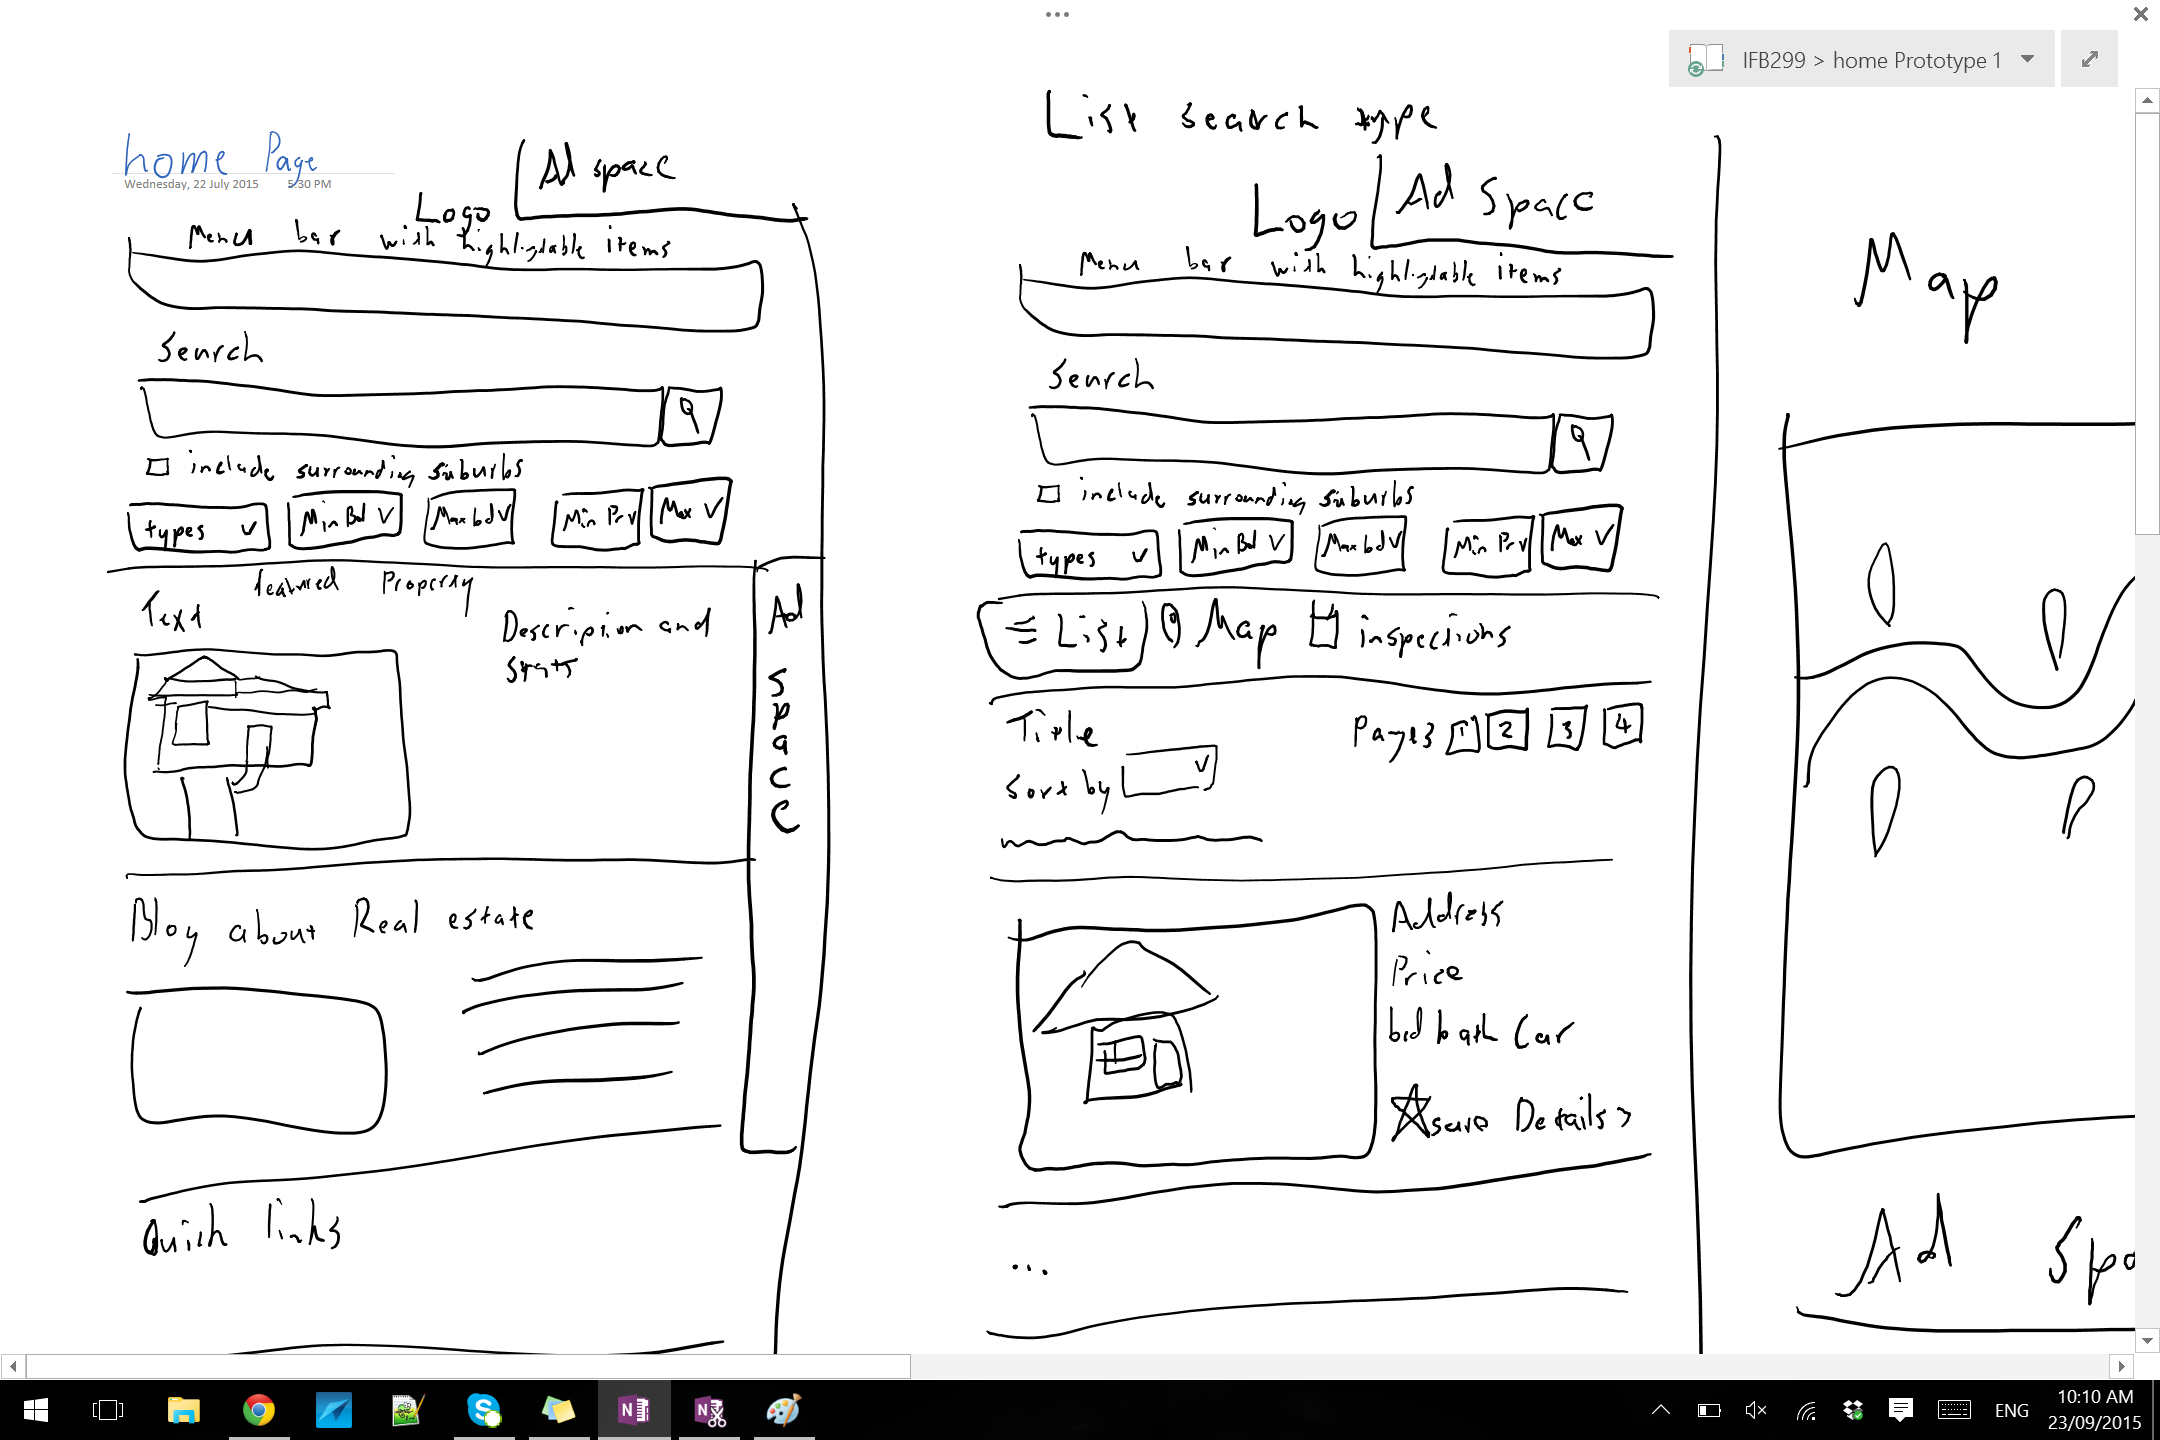 IFB299 > home Prototype 1
home Page
Wednesday, 22 July 2015 5:30 PM
Ad space
Logo
Menu bar with highligtable items
Search
include surrounding suburbs
types V Min Bd V Max bd V Min Pr V Max V
featured Property
Text
Description and
stats
Ad space
Blog about Real estate
Quick links
List search type
Logo
Ad Space
Menu bar with highligtable items
Search
include surrounding suburbs
types V Min Bd V Max bd V Min Pr V Max V
List Map inspections
Title
Pages 1 2 3 4
sort by V
Address
Price
bd bath Car
save Details >
...
Map
Ad Spa
10:10 AM
ENG
23/09/2015